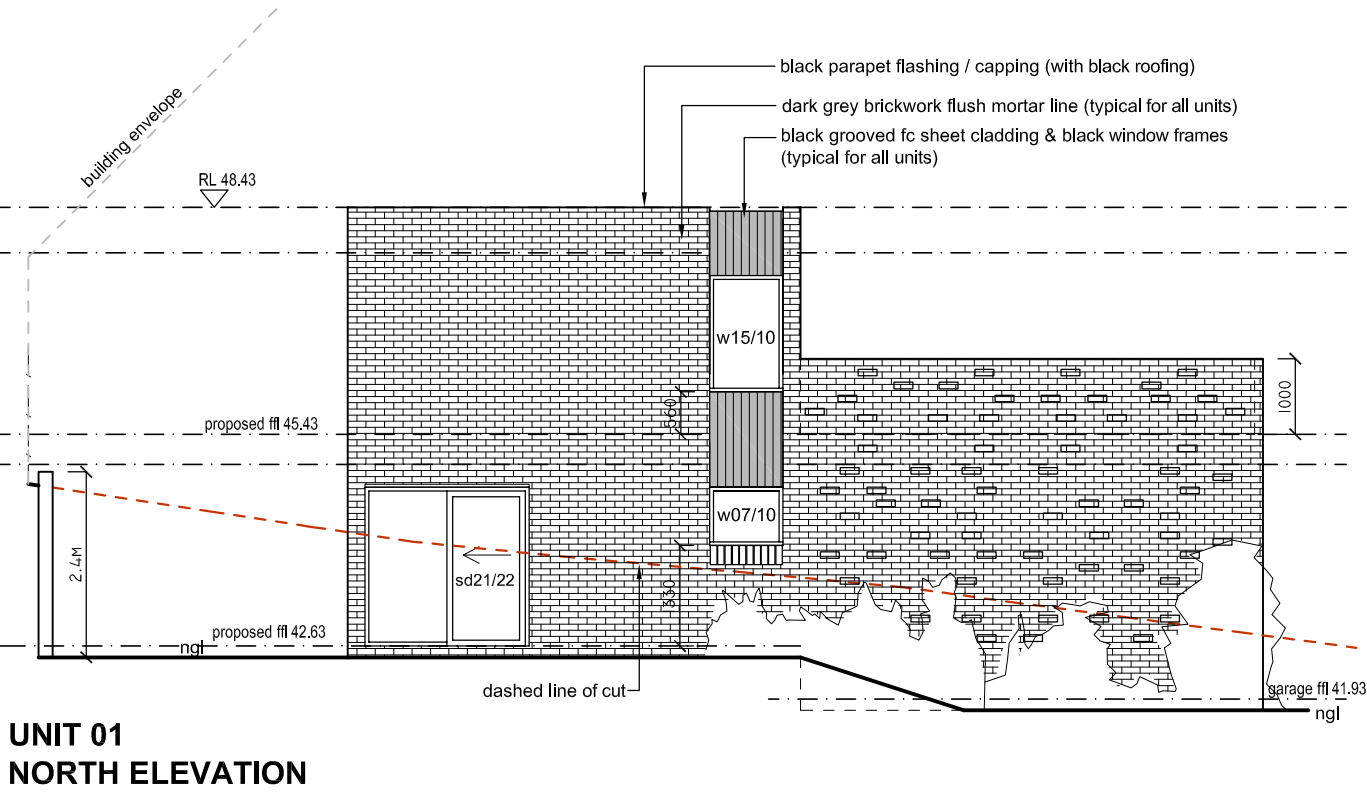 black parapet flashing / capping (with black roofing)
dark grey brickwork flush mortar line (typical for all units)
black grooved fc sheet cladding & black window frames
(typical for all units)
building envelope
RL 48.43
w15/10
1000
560
proposed ffl 45.43
w07/10
2.4M
sd21/22
330
proposed ffl 42.63
ngl
dashed line of cut
garage ffl 41.93
ngl
UNIT 01
NORTH ELEVATION